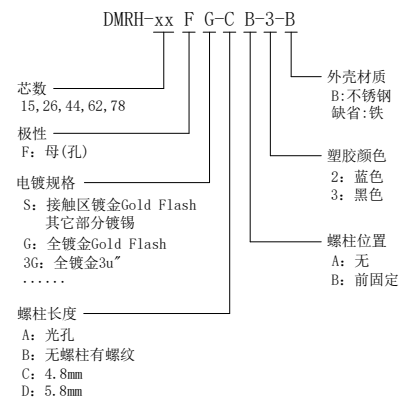 DMRH-xx F G-C B-3-B
芯数
15,26,44,62,78
极性
F: 母(孔)
电镀规格
S: 接触区镀金Gold Flash
其它部分镀锡
G: 全镀金Gold Flash
3G: 全镀金3u″
......
螺柱长度
A: 光孔
B: 无螺柱有螺纹
C: 4.8mm
D: 5.8mm
外壳材质
B:不锈钢
缺省:铁
塑胶颜色
2: 蓝色
3: 黑色
螺柱位置
A: 无
B: 前固定